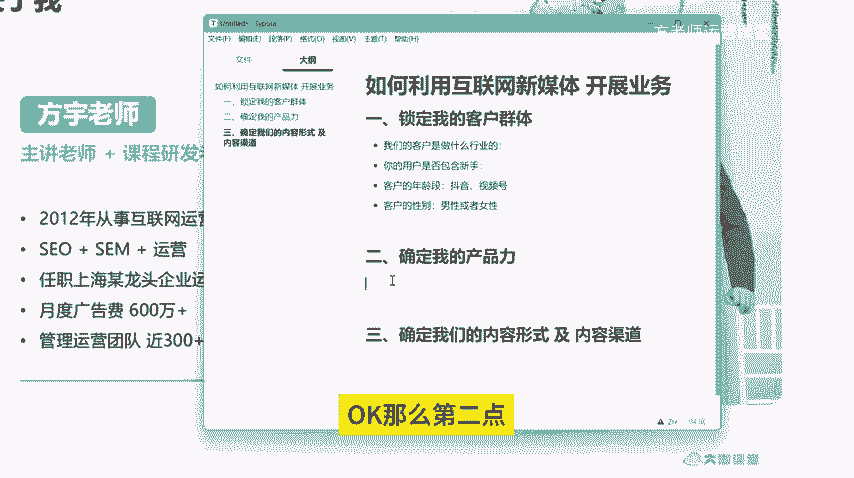 于我
方宇老师
主讲老师 + 课程研发
• 2012年从事互联网运营
• SEO + SEM + 运营
• 任职上海某龙头企业运
• 月度广告费 600万+
• 管理运营团队 近300+
Untitled • - Typora
文件(F) 编辑(E) 段落(P) 格式(O) 视图(V) 主题(T) 帮助(H)
文件 大纲
如何利用互联网新媒体 开展业务
一、锁定我的客户群体
二、确定我的产品力
三、确定我们的内容形式 及
内容渠道
如何利用互联网新媒体 开展业务
一、锁定我的客户群体
• 我们的客户是做什么行业的:
• 你的用户是否包含新手:
• 客户的年龄段：抖音、视频号
• 客户的性别：男性或者女性
二、确定我的产品力
三、确定我们的内容形式 及 内容渠道
OK那么第二点